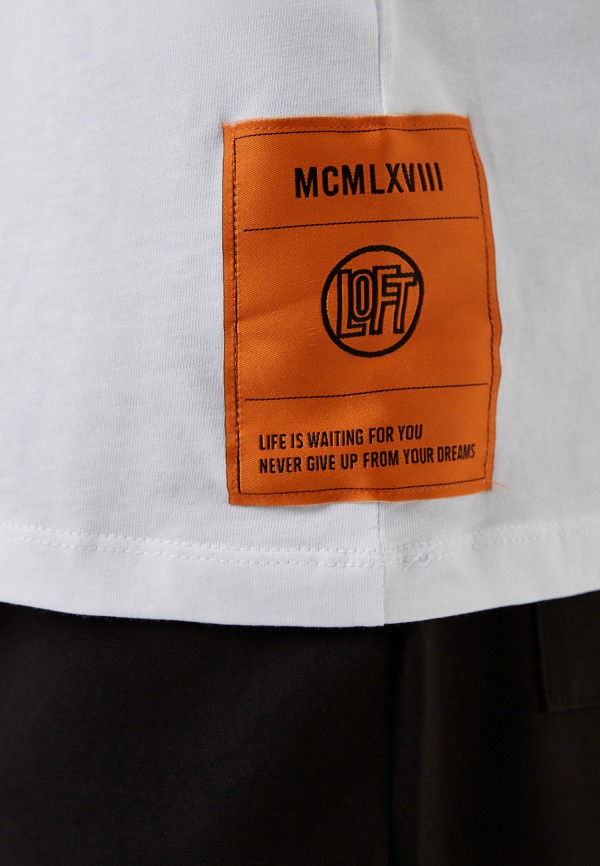 MCMLXVIII
LOFT
LIFE IS WAITING FOR YOU
NEVER GIVE UP FROM YOUR DREAMS